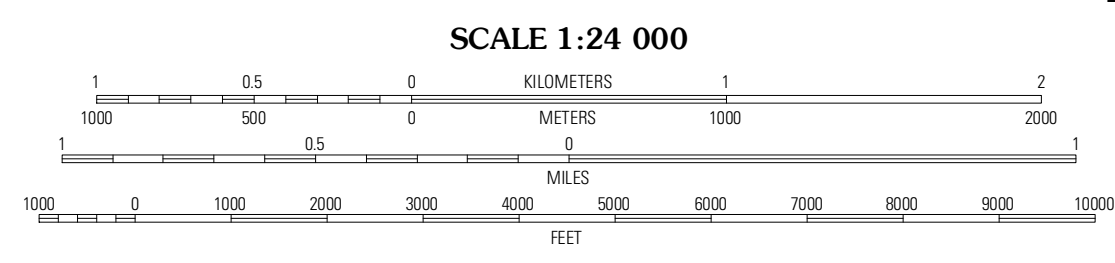 SCALE 1:24 000
1 0.5 0 KILOMETERS 1 2
1000 500 0 METERS 1000 2000
1 0.5 0 1
MILES
1000 0 1000 2000 3000 4000 5000 6000 7000 8000 9000 10000
FEET